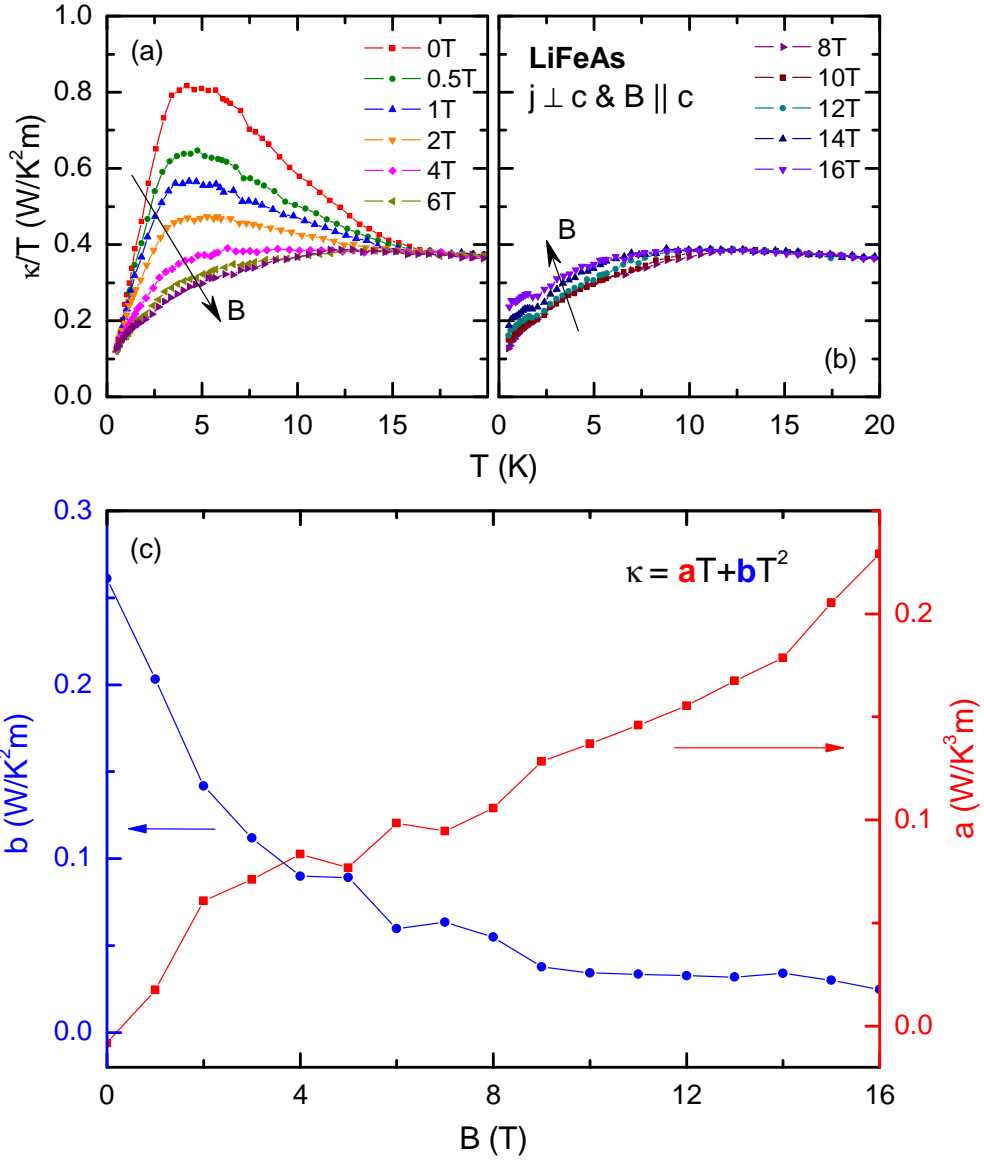 (a)
0T
0.5T
1T
2T
4T
6T
B
1.0
0.8
0.6
0.4
0.2
0.0
κ/T (W/K²m)
0 5 10 15
LiFeAs
j ⊥ c & B || c
8T
10T
12T
14T
16T
B
(b)
0 5 10 15 20
T (K)
(c)
κ = aT+bT²
0.3
0.2
0.1
0.0
b (W/K²m)
0.2
0.1
0.0
a (W/K³m)
0 4 8 12 16
B (T)